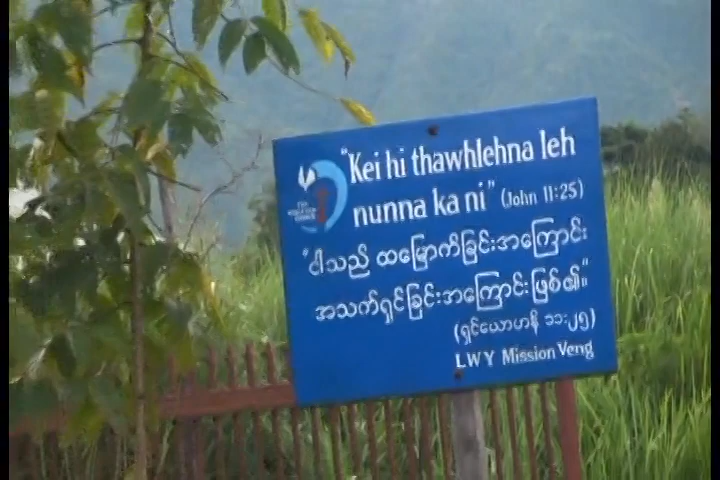 "Kei hi thawhlehna leh
nunna ka ni" (John 11:25)
"ငါသည် ထမြောက်ခြင်းအကြောင်း
အသက်ရှင်ခြင်းအကြောင်းဖြစ်၏။"
(ရှင်ယောဟန် ၁၁:၂၅)
LWY Mission Veng